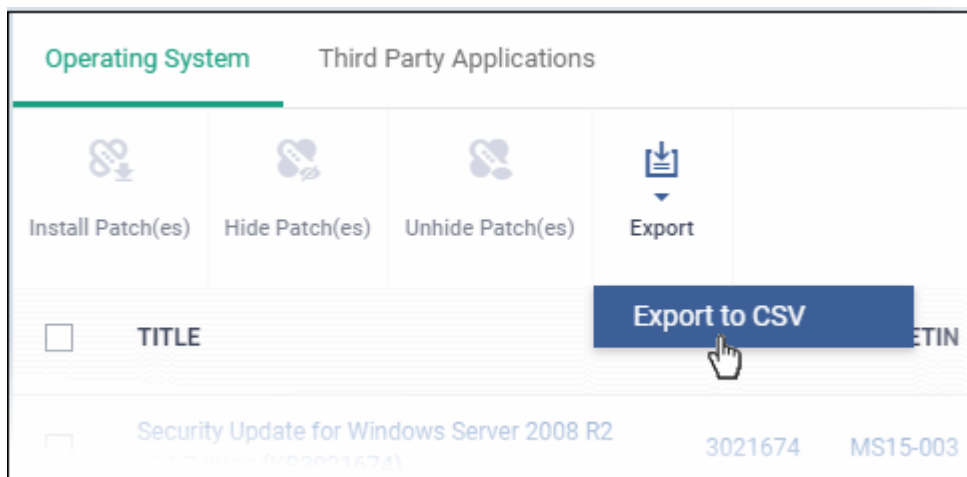 Operating System Third Party Applications
Install Patch(es) Hide Patch(es) Unhide Patch(es) Export
Export to CSV
TITLE ETIN
Security Update for Windows Server 2008 R2 3021674 MS15-003
(KB3021674)